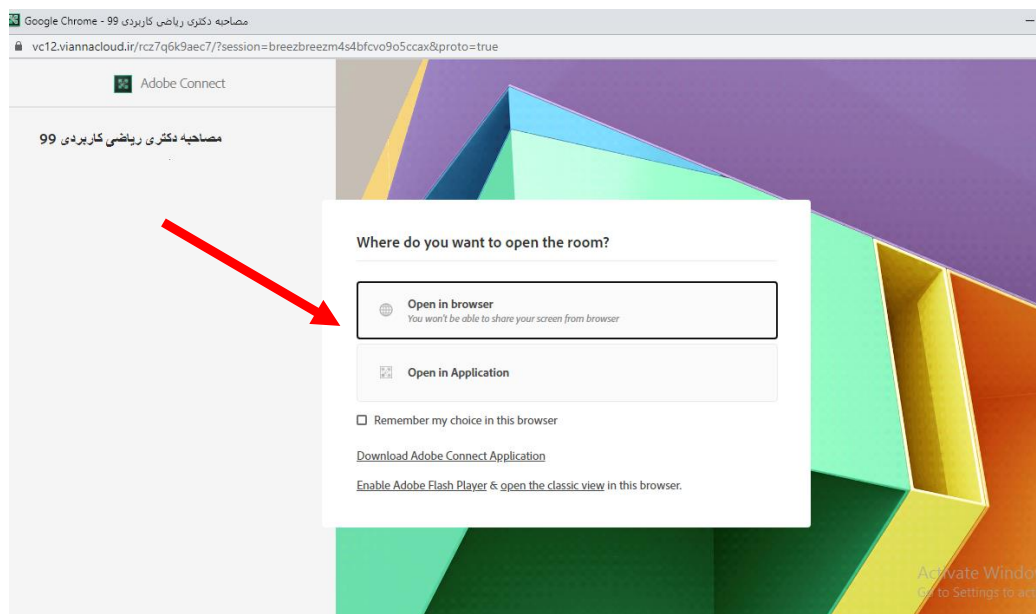 مصاحبه دکتری ریاضی کاربردی 99 - Google Chrome
vc12.viannacloud.ir/rcz7q6k9aec7/?session=breezbreezm4s4bfcvo9o5ccax&proto=true
Adobe Connect
مصاحبه دکتری ریاضی کاربردی 99
Where do you want to open the room?
Open in browser
You won't be able to share your screen from browser
Open in Application
Remember my choice in this browser
Download Adobe Connect Application
Enable Adobe Flash Player & open the classic view in this browser.
Activate Windo
Go to Settings to act